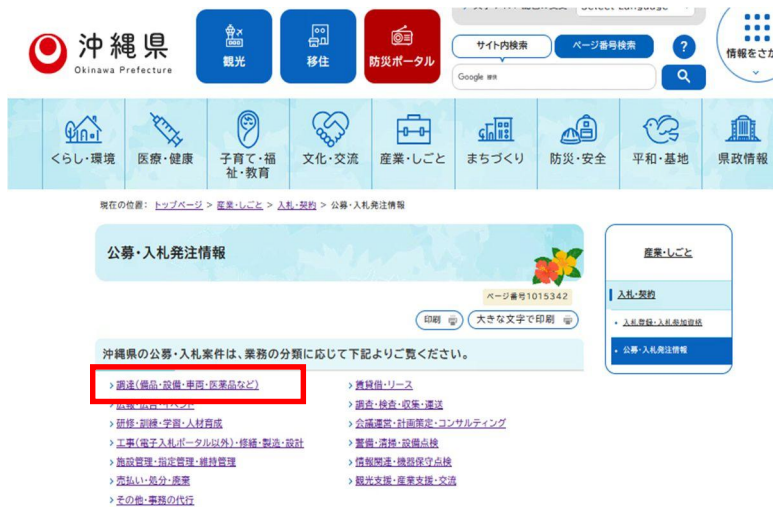 沖縄県
Okinawa Prefecture
観光
移住
防災ポータル
Select Language
サイト内検索
ページ番号検索
?
Google 提供
情報をさが
くらし・環境
医療・健康
子育て・福
祉・教育
文化・交流
産業・しごと
まちづくり
防災・安全
平和・基地
県政情報
現在の位置: トップページ > 産業・しごと > 入札・契約 > 公募・入札発注情報
公募・入札発注情報
ページ番号1015342
印刷
大きな文字で印刷
沖縄県の公募・入札案件は、業務の分類に応じて下記よりご覧ください。
調達(備品・設備・車両・医薬品など)
広報・広告・イベント
研修・訓練・学習・人材育成
工事(電子入札ポータル以外)・修繕・製造・設計
施設管理・指定管理・維持管理
売払い・処分・廃棄
その他・事務の代行
賃貸借・リース
調査・検査・収集・運送
会議運営・計画策定・コンサルティング
警備・清掃・設備点検
情報関連・機器保守点検
観光支援・産業支援・交流
産業・しごと
入札・契約
入札登録・入札参加資格
公募・入札発注情報